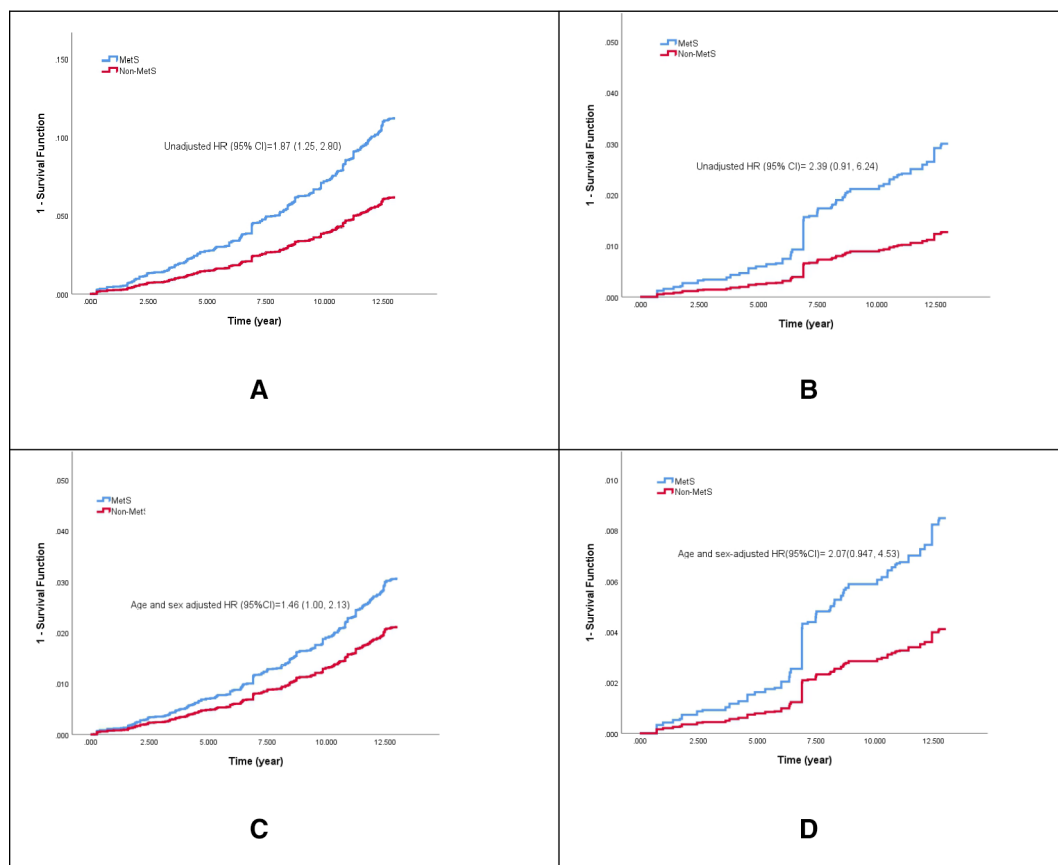 .150
.100
.050
.000
1 - Survival Function
MetS
Non-MetS
Unadjusted HR (95% CI)=1.87 (1.25, 2.80)
.000 2.500 5.000 7.500 10.000 12.500
Time (year)
A
.050
.040
.030
.020
.010
.000
1 - Survival Function
MetS
Non-MetS
Unadjusted HR (95% CI)= 2.39 (0.91, 6.24)
.000 2.500 5.000 7.500 10.000 12.500
Time (year)
B
.050
.040
.030
.020
.010
.000
1 - Survival Function
MetS
Non-Met
Age and sex adjusted HR (95%CI)=1.46 (1.00, 2.13)
.000 2.500 5.000 7.500 10.000 12.500
Time (year)
C
.010
.008
.006
.004
.002
.000
1 - Survival Function
MetS
Non-MetS
Age and sex-adjusted HR(95%CI)= 2.07(0.947, 4.53)
.000 2.500 5.000 7.500 10.000 12.500
Time (year)
D